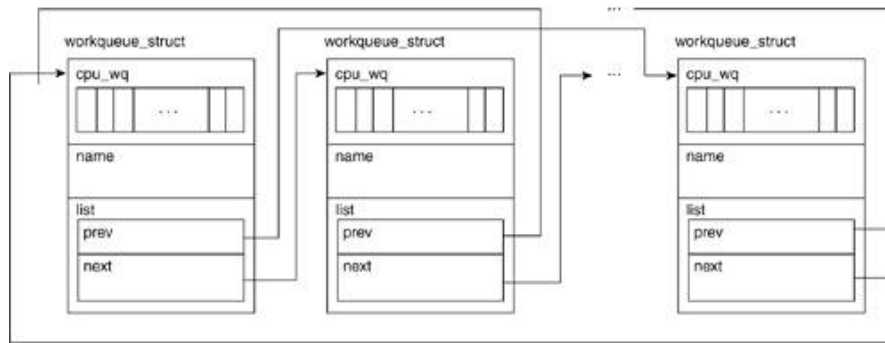 ...
workqueue_struct
cpu_wq
...
name
list
prev
next
workqueue_struct
cpu_wq
...
name
list
prev
next
...
workqueue_struct
cpu_wq
...
name
list
prev
next